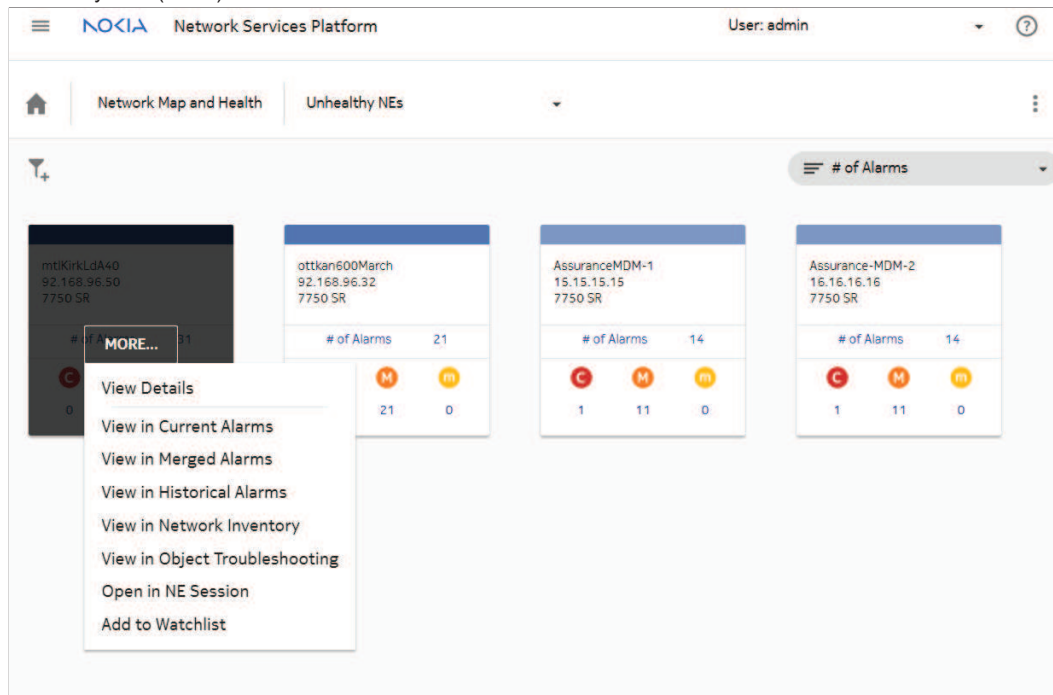 NOKIA Network Services Platform User: admin ?
Network Map and Health Unhealthy NEs
# of Alarms
mtlKirkLdA40
92.168.96.50
7750 SR
# of A 31
C
0
MORE...
View Details
View in Current Alarms
View in Merged Alarms
View in Historical Alarms
View in Network Inventory
View in Object Troubleshooting
Open in NE Session
Add to Watchlist
ottkan600March
92.168.96.32
7750 SR
# of Alarms 21
M m
21 0
AssuranceMDM-1
15.15.15.15
7750 SR
# of Alarms 14
C M m
1 11 0
Assurance-MDM-2
16.16.16.16
7750 SR
# of Alarms 14
C M m
1 11 0